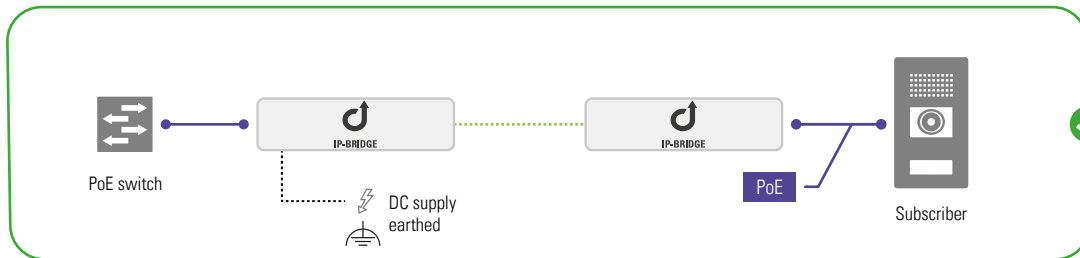 PoE switch
IP-BRIDGE
DC supply
earthed
IP-BRIDGE
PoE
Subscriber